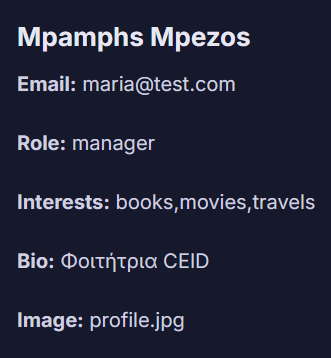 Mpamphs Mpezos
Email: maria@test.com
Role: manager
Interests: books,movies,travels
Bio: Φοιτήτρια CEID
Image: profile.jpg